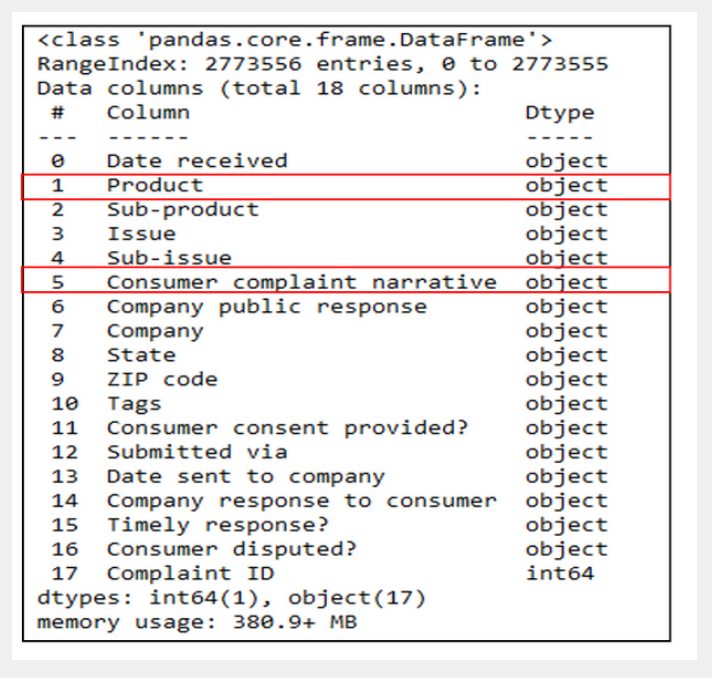 <class 'pandas.core.frame.DataFrame'>
RangeIndex: 2773556 entries, 0 to 2773555
Data columns (total 18 columns):
 #   Column                        Dtype
---  ------                        -----
 0   Date received                 object
 1   Product                       object
 2   Sub-product                   object
 3   Issue                         object
 4   Sub-issue                     object
 5   Consumer complaint narrative  object
 6   Company public response       object
 7   Company                       object
 8   State                         object
 9   ZIP code                      object
 10  Tags                          object
 11  Consumer consent provided?    object
 12  Submitted via                 object
 13  Date sent to company          object
 14  Company response to consumer  object
 15  Timely response?              object
 16  Consumer disputed?            object
 17  Complaint ID                  int64
dtypes: int64(1), object(17)
memory usage: 380.9+ MB